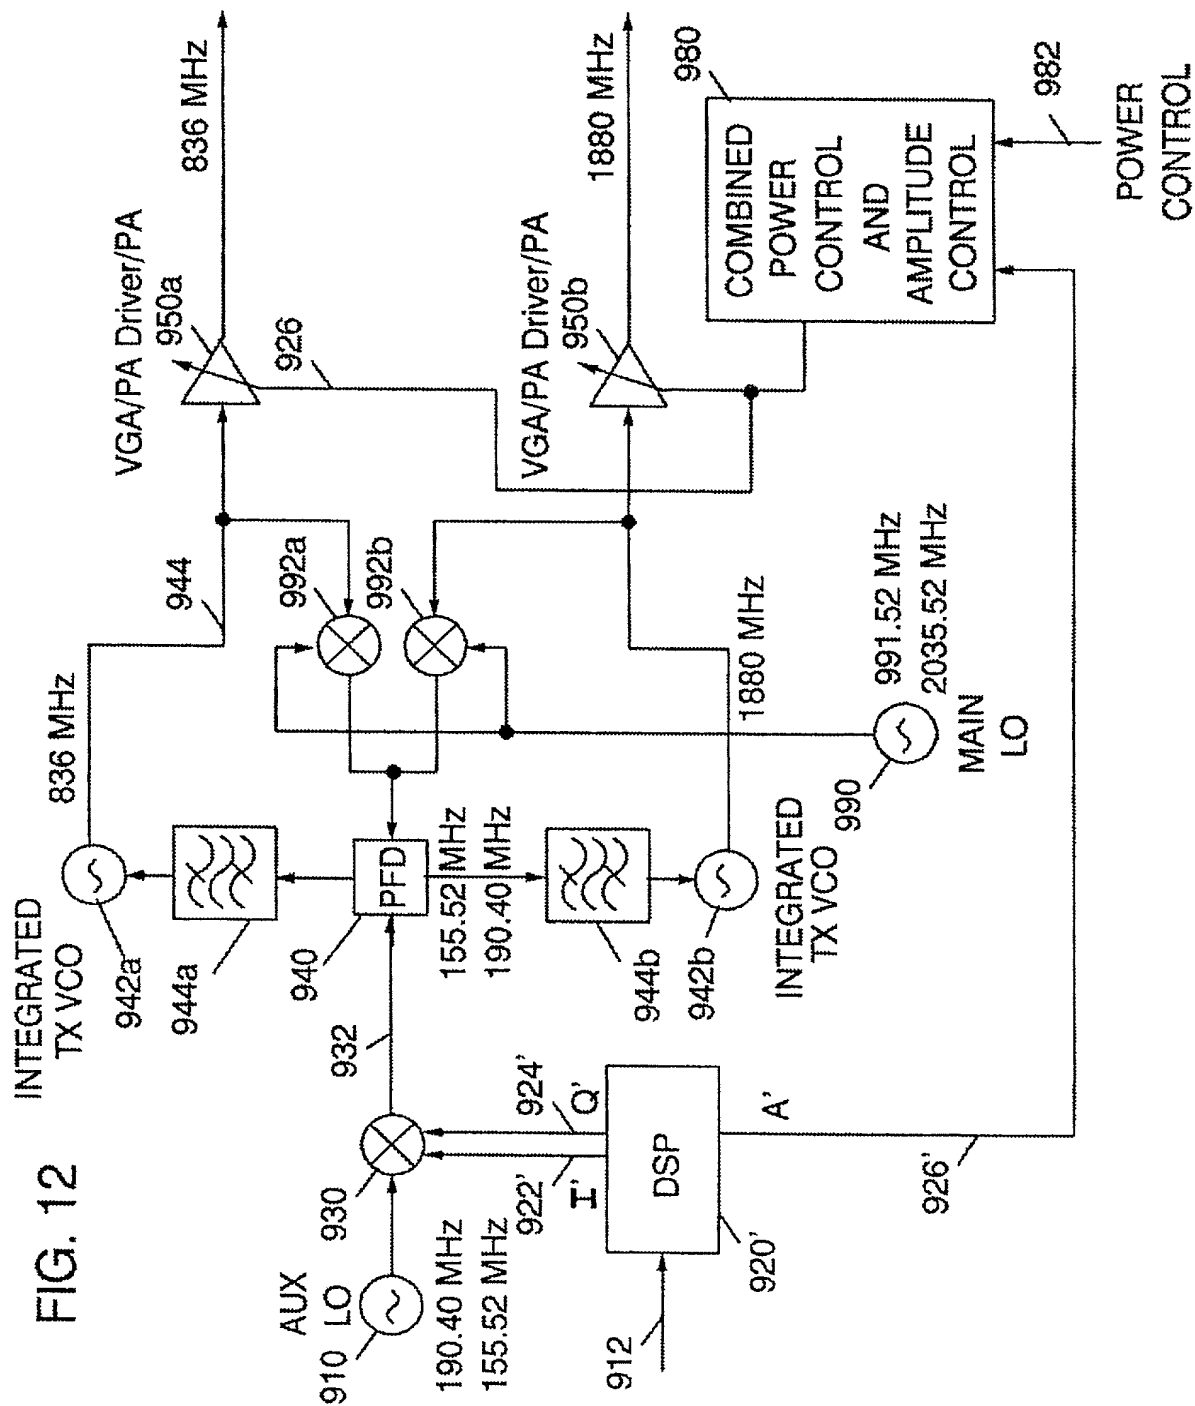 FIG. 12
INTEGRATED
TX VCO
942a
944a
836 MHz
944
VGA/PA Driver/PA
950a
836 MHz
926
992a
992b
940
PFD
155.52 MHz
190.40 MHz
932
930
AUX
LO
910
190.40 MHz
155.52 MHz
922'
I'
924'
Q'
DSP
920'
912
A'
926'
944b
942b
INTEGRATED
TX VCO
1880 MHz
990
MAIN
LO
991.52 MHz
2035.52 MHz
VGA/PA Driver/PA
950b
1880 MHz
980
COMBINED
POWER
CONTROL
AND
AMPLITUDE
CONTROL
982
POWER
CONTROL